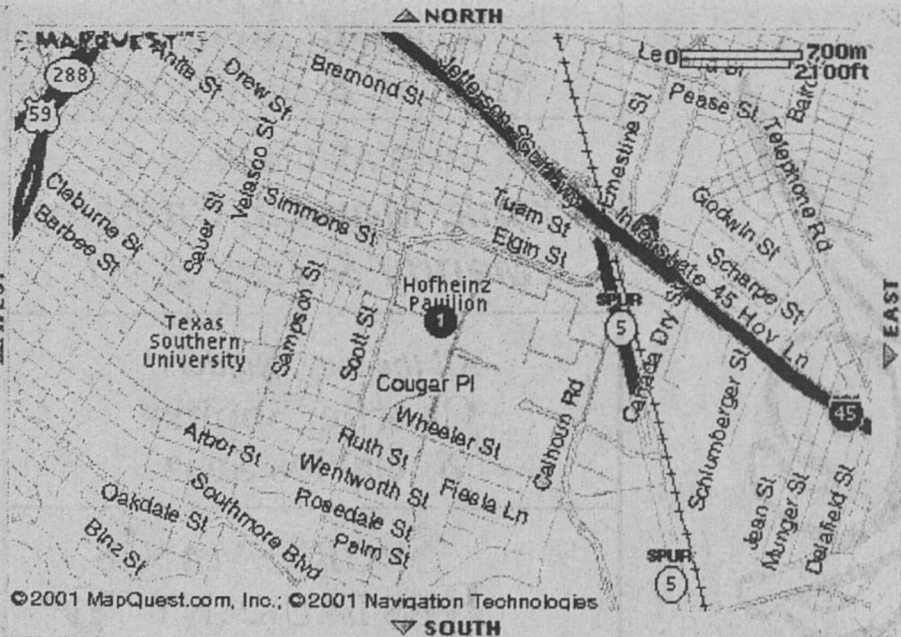 NORTH
MAPQUEST
288
59
Anita St
Drew St
Bremond St
0 700m
2100ft
Pease St
Baird
Telephone Rd
Ernestine St
Velasco St
Sauer St
Cleburne St
Barbee St
Simmons St
Tuam St
Elgin St
Godwin St
Scharpe St
Interstate 45 Hov Ln
Hofheinz
Pavilion
1
SPUR
5
Canada Dry St
EAST
Texas
Southern
University
Sampson St
Scott St
Cougar Pl
Wheeler St
Calhoun Rd
Schlumberger St
45
Arbor St
Ruth St
Wentworth St
Fiesta Ln
Rosedale St
Palm St
Southmore Blvd
Oakdale St
Binz St
Jean St
Munger St
Delafield St
SPUR
5
©2001 MapQuest.com, Inc.; ©2001 Navigation Technologies
SOUTH